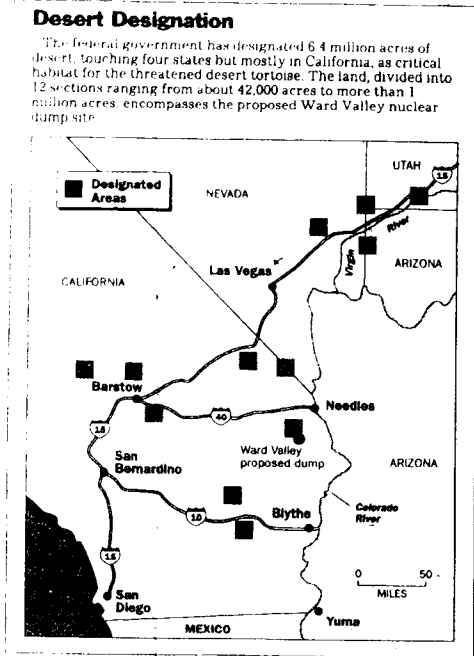 Desert Designation
The federal government has designated 6.4 million acres of
desert, touching four states but mostly in California, as critical
habitat for the threatened desert tortoise. The land, divided into
12 sections ranging from about 42,000 acres to more than 1
million acres, encompasses the proposed Ward Valley nuclear
dump site
Designated
Areas
UTAH
15
NEVADA
River
Virgin
ARIZONA
Las Vegas
CALIFORNIA
Barstow
Needles
40
15
San
Bernardino
Ward Valley
proposed dump
ARIZONA
Colorado
River
10
Blythe
15
0 50
MILES
San
Diego
Yuma
MEXICO